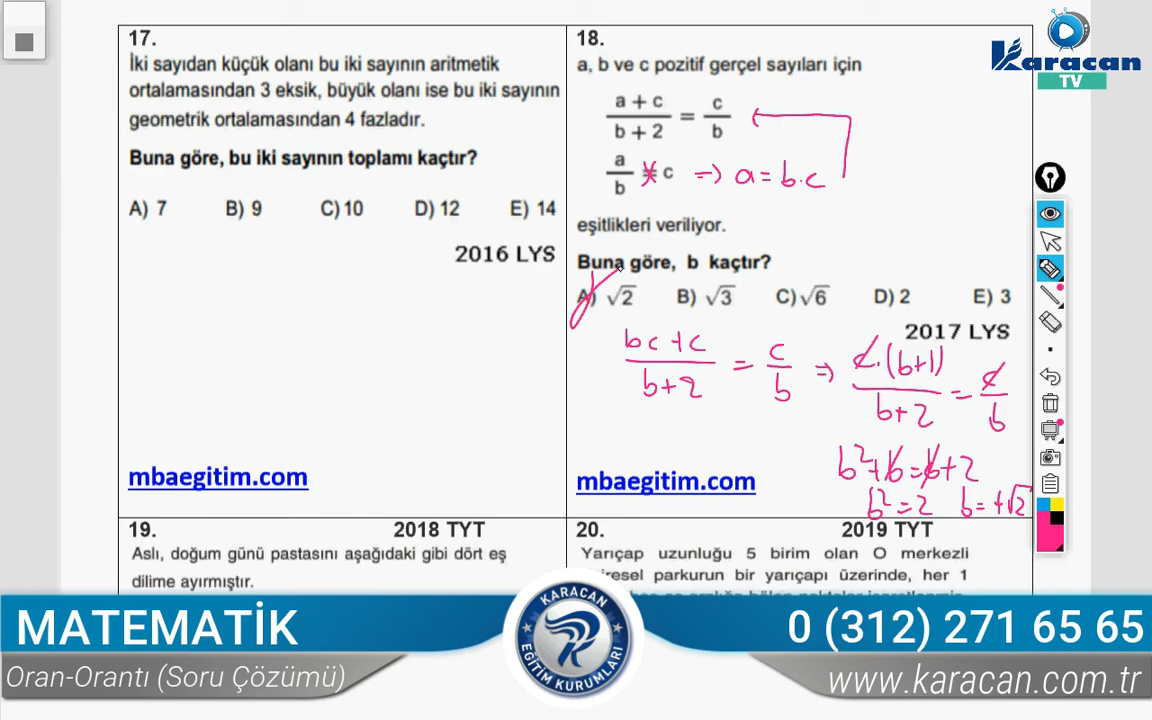 17.
İki sayıdan küçük olanı bu iki sayının aritmetik
ortalamasından 3 eksik, büyük olanı ise bu iki sayının
geometrik ortalamasından 4 fazladır.
Buna göre, bu iki sayının toplamı kaçtır?
A) 7 B) 9 C) 10 D) 12 E) 14
2016 LYS
mbaegitim.com
18.
a, b ve c pozitif gerçel sayıları için
a + c / b + 2 = c / b
a / b = c ⇒ a = b.c
eşitlikleri veriliyor.
Buna göre, b kaçtır?
A) √2 B) √3 C) √6 D) 2 E) 3
2017 LYS
bc + c / b + 2 = c / b ⇒ c.(b+1) / b+2 = c / b
b²+b=b+2
b²=2 b=+√2
mbaegitim.com
19. 2018 TYT
Aslı, doğum günü pastasını aşağıdaki gibi dört eş
dilime ayırmıştır.
20. 2019 TYT
Yarıçap uzunluğu 5 birim olan O merkezli
iresel parkurun bir yarıçapı üzerinde, her 1
Karacan
TV
MATEMATİK
Oran-Orantı (Soru Çözümü)
KARACAN
EĞİTİM KURUMLARI
0 (312) 271 65 65
www.karacan.com.tr